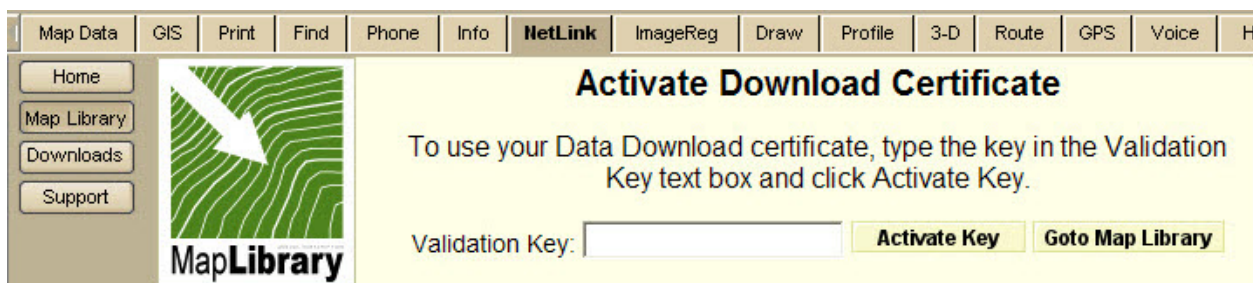 Map Data GIS Print Find Phone Info NetLink ImageReg Draw Profile 3-D Route GPS Voice
Home
Map Library
Downloads
Support
MapLibrary
Activate Download Certificate
To use your Data Download certificate, type the key in the Validation
Key text box and click Activate Key.
Validation Key: Activate Key Goto Map Library